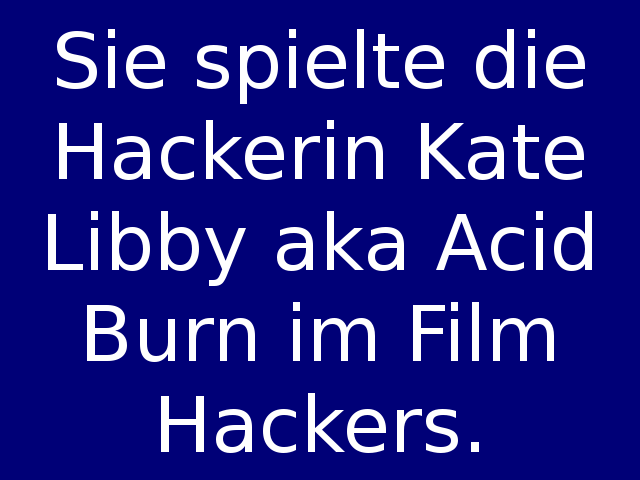 Sie spielte die
Hackerin Kate
Libby aka Acid
Burn im Film
Hackers.